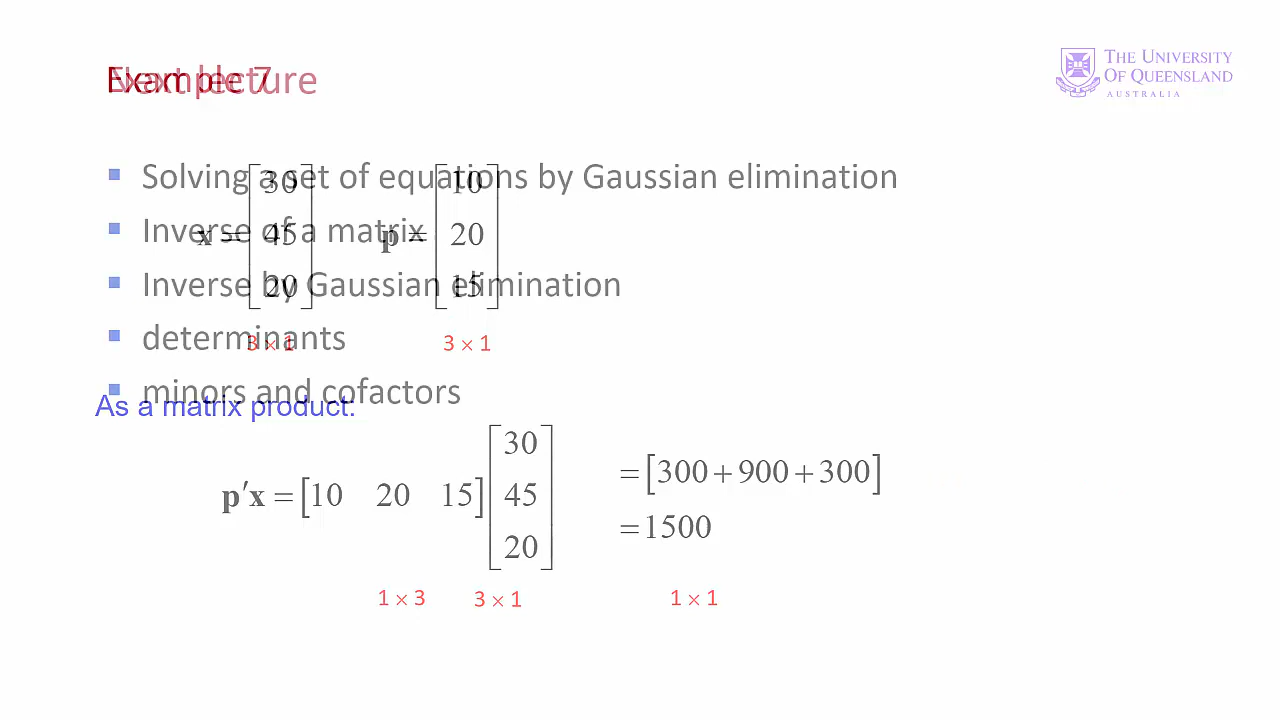 Example 7
Next lecture
THE UNIVERSITY
OF QUEENSLAND
AUSTRALIA
Solving a set of equations by Gaussian elimination
Inverse of a matrix
Inverse by Gaussian elimination
determinants
minors and cofactors
x = [30 45 20] p = [10 20 15]
3 × 1 3 × 1
As a matrix product:
p′x = [10 20 15] [30 45 20] = [300 + 900 + 300]
= 1500
1 × 3 3 × 1 1 × 1